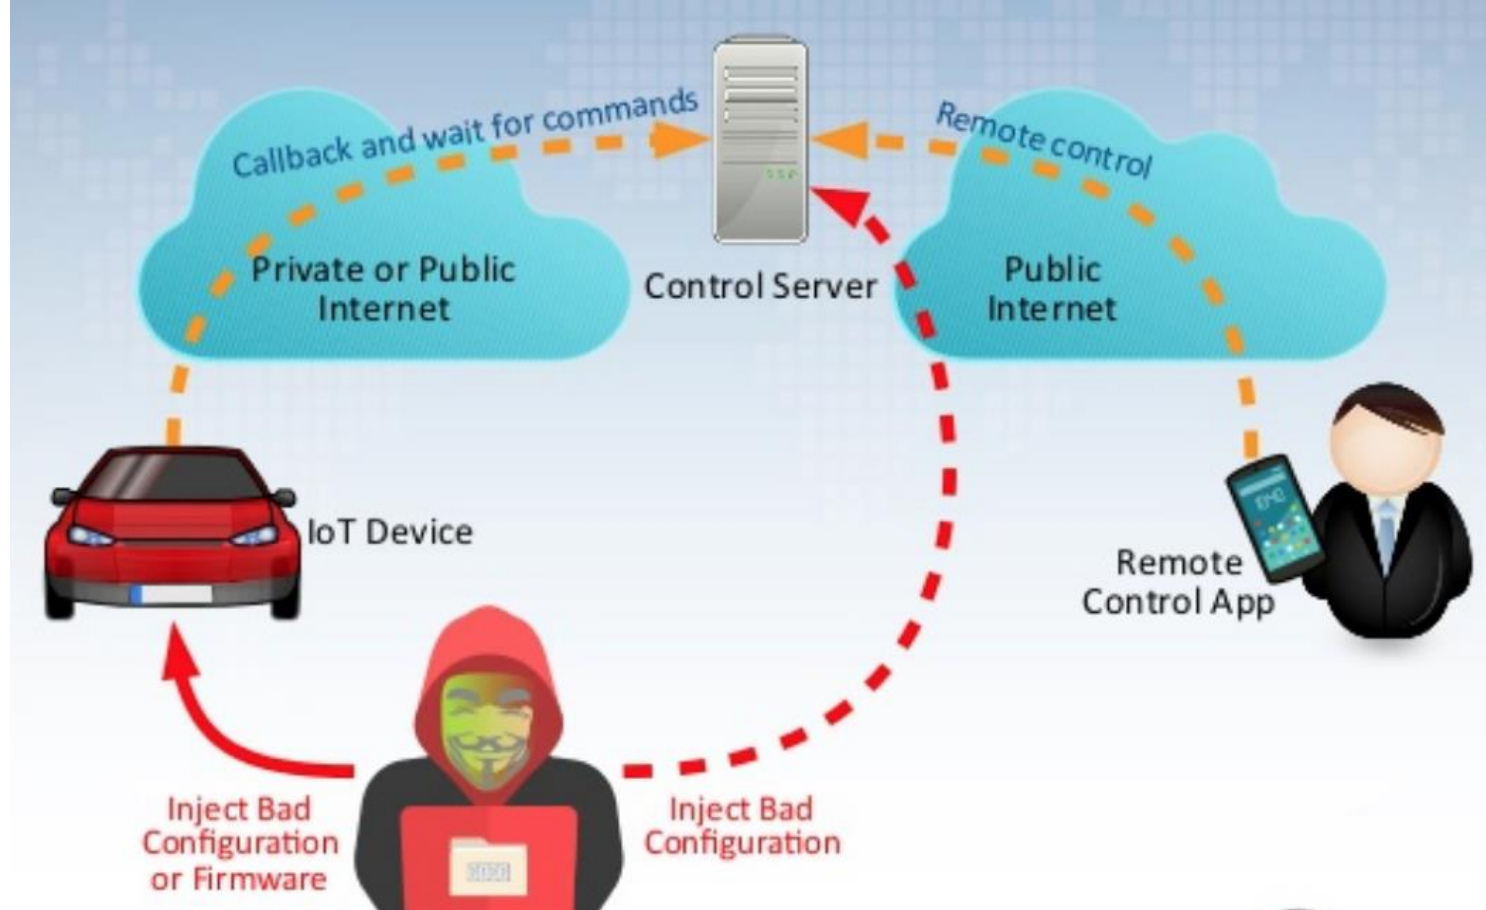 Callback and wait for commands
Remote control
Private or Public
Internet
Control Server
Public
Internet
IoT Device
Remote
Control App
Inject Bad
Configuration
or Firmware
Inject Bad
Configuration